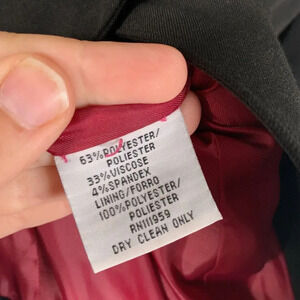 63%POLYESTER/
POLIESTER
33%VISCOSE
4%SPANDEX
LINING/FORRO
100%POLYESTER/
POLIESTER
RN111959
DRY CLEAN ONLY